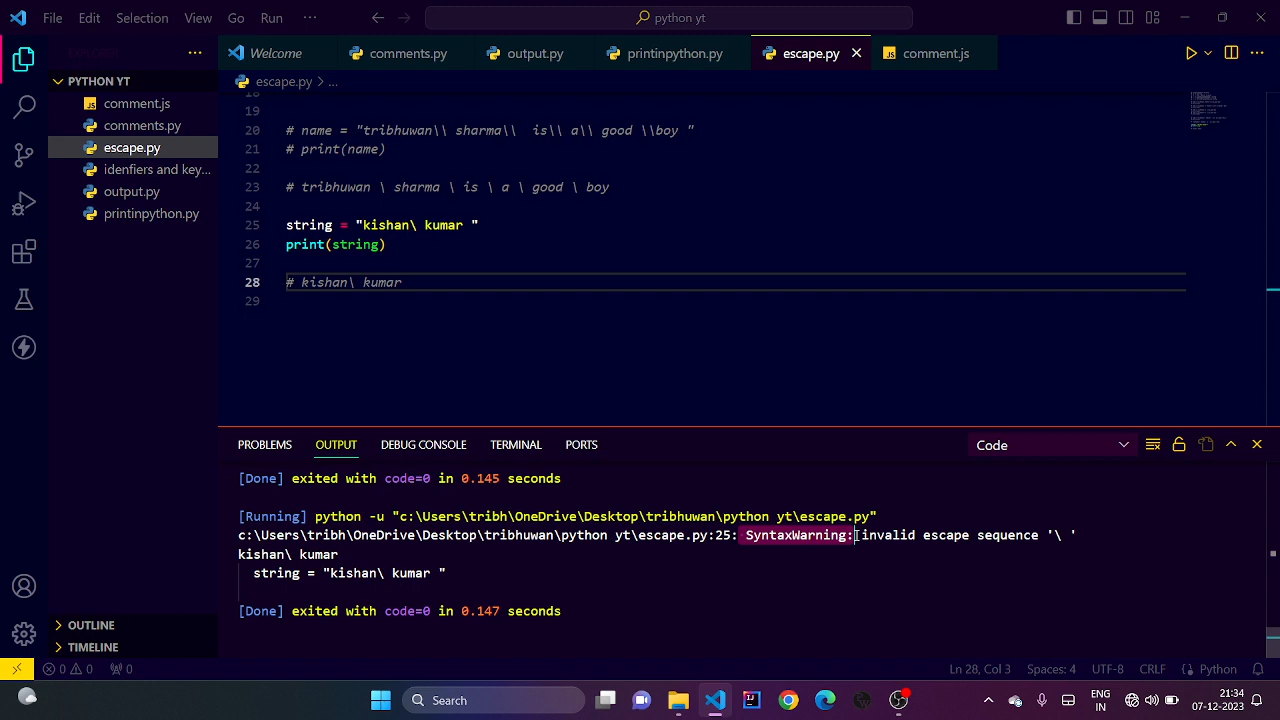 File Edit Selection View Go Run ··· python yt
Welcome comments.py output.py printinpython.py escape.py comment.js
PYTHON YT
comment.js
comments.py
escape.py
idenfiers and key...
output.py
printinpython.py
OUTLINE
TIMELINE
escape.py > ...
18
19
20 # name = "tribhuwan\\ sharma\\  is\\ a\\ good \\boy "
21 # print(name)
22
23 # tribhuwan \ sharma \ is \ a \ good \ boy
24
25 string = "kishan\ kumar "
26 print(string)
27
28 # kishan\ kumar
29
PROBLEMS OUTPUT DEBUG CONSOLE TERMINAL PORTS Code
[Done] exited with code=0 in 0.145 seconds
[Running] python -u "c:\Users\tribh\OneDrive\Desktop\tribhuwan\python yt\escape.py"
c:\Users\tribh\OneDrive\Desktop\tribhuwan\python yt\escape.py:25: SyntaxWarning: invalid escape sequence '\ '
kishan\ kumar
string = "kishan\ kumar "
[Done] exited with code=0 in 0.147 seconds
0 0 0 Ln 28, Col 3 Spaces: 4 UTF-8 CRLF Python
Search ENG IN 21:34 07-12-2023